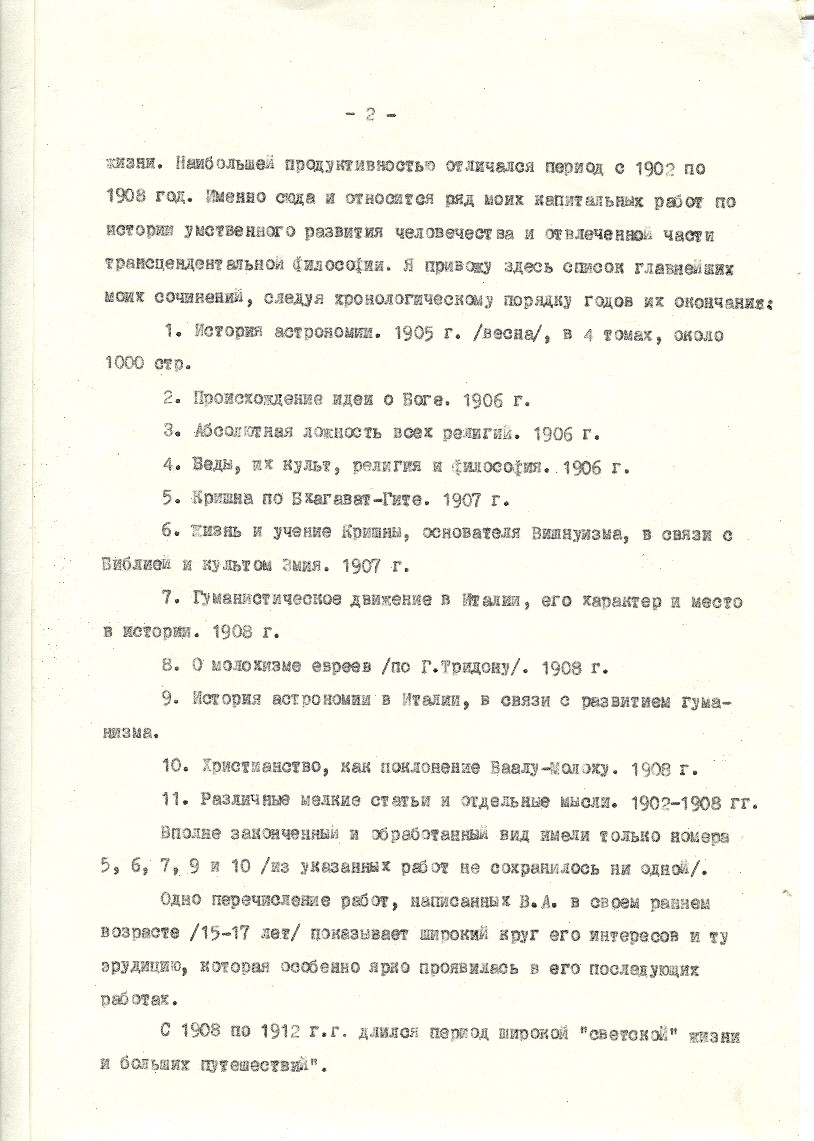 - 2 -
жизни. Наибольшей продуктивностью отличался период с 1902 по
1908 год. Именно сюда и относится ряд моих капитальных работ по
истории умственного развития человечества и отвлеченной части
трансцендентальной философии. Я привожу здесь список главнейших
моих сочинений, следуя хронологическому порядку годов их окончания:
1. История астрономии. 1905 г. /весна/, в 4 томах, около
1000 стр.
2. Происхождение идеи о Боге. 1906 г.
3. Абсолютная ложность всех религий. 1906 г.
4. Веды, их культ, религия и философия. 1906 г.
5. Кришна по Бхагават-Гите. 1907 г.
6. Жизнь и учение Кришны, основателя Вишнуизма, в связи с
Библией и культом Змия. 1907 г.
7. Гуманистическое движение в Италии, его характер и место
в истории. 1908 г.
8. О молохизме евреев /по Г.Тридону/. 1908 г.
9. История астрономии в Италии, в связи с развитием гума-
низма.
10. Христианство, как поклонение Ваалу-Молоху. 1908 г.
11. Различные мелкие статьи и отдельные мысли. 1902-1908 гг.
Вполне законченный и обработанный вид имели только номера
5, 6, 7, 9 и 10 /из указанных работ не сохранилось ни одной/.
Одно перечисление работ, написанных В.А. в своем раннем
возрасте /15-17 лет/ показывает широкий круг его интересов и ту
эрудицию, которая особенно ярко проявилась в его последующих
работах.
С 1908 по 1912 г.г. длился период широкой "светской" жизни
и больших путешествий".